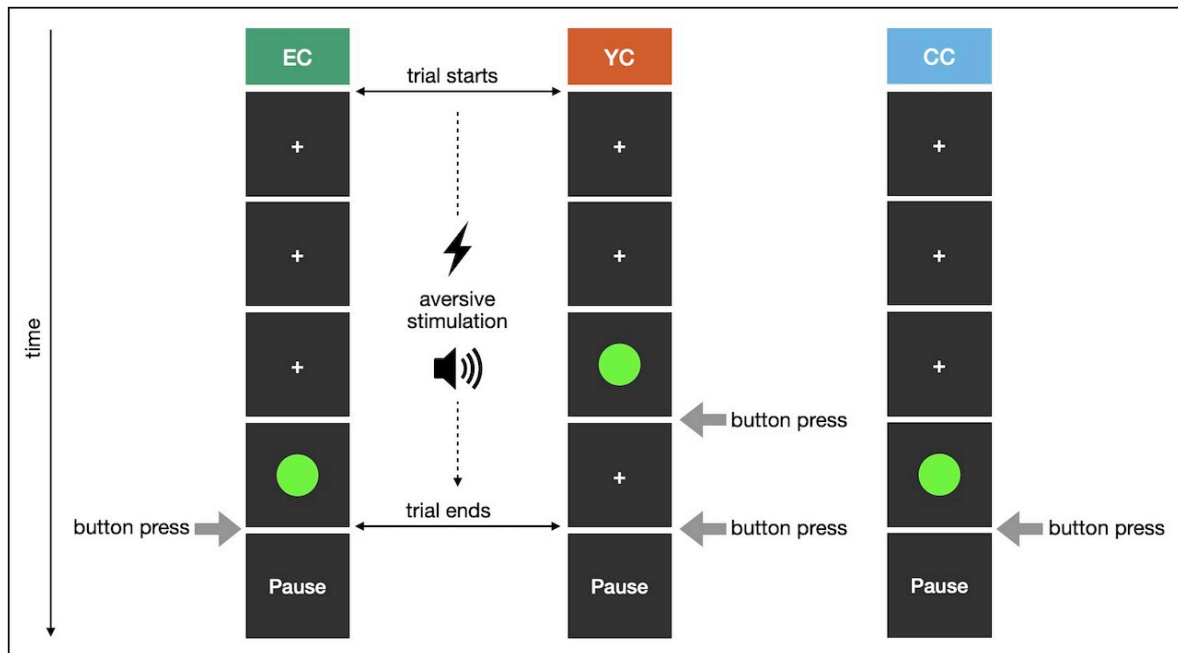 EC
YC
CC
trial starts
+
+
+
+
+
+
aversive
stimulation
time
+
+
button press
+
trial ends
button press
button press
button press
Pause
Pause
Pause